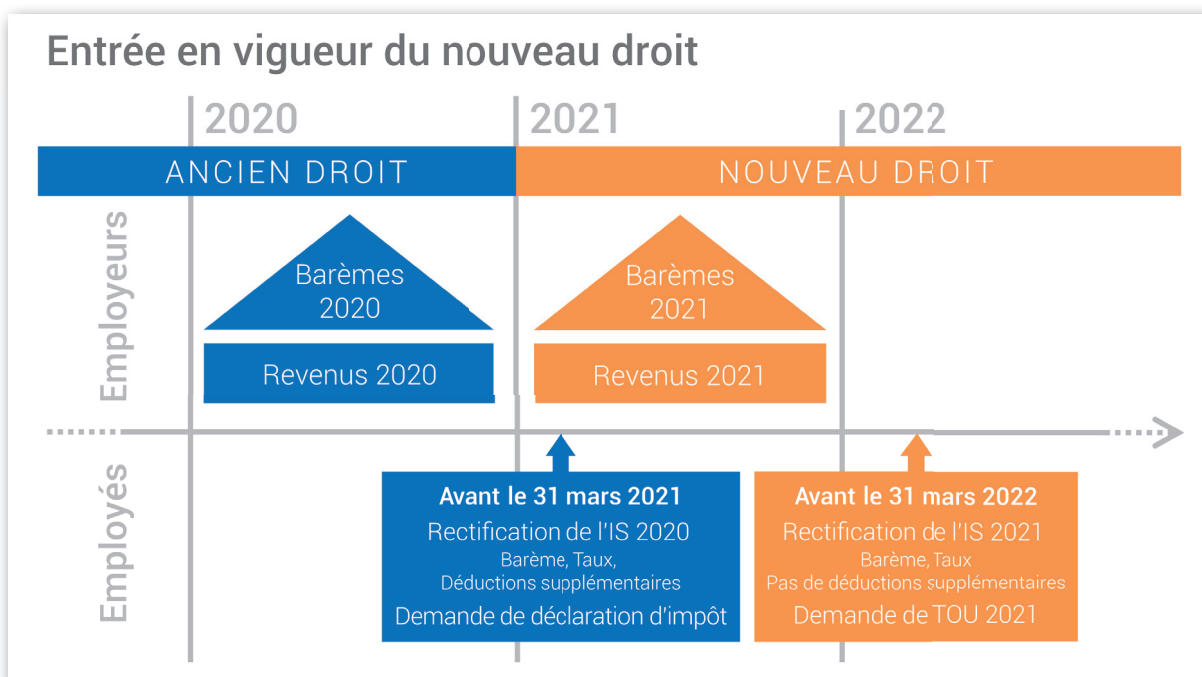 Entrée en vigueur du nouveau droit
2020
2021
2022
ANCIEN DROIT
NOUVEAU DROIT
Employeurs
Barèmes
2020
Revenus 2020
Barèmes
2021
Revenus 2021
Employés
Avant le 31 mars 2021
Rectification de l'IS 2020
Barème, Taux,
Déductions supplémentaires
Demande de déclaration d'impôt
Avant le 31 mars 2022
Rectification de l'IS 2021
Barème, Taux
Pas de déductions supplémentaires
Demande de TOU 2021